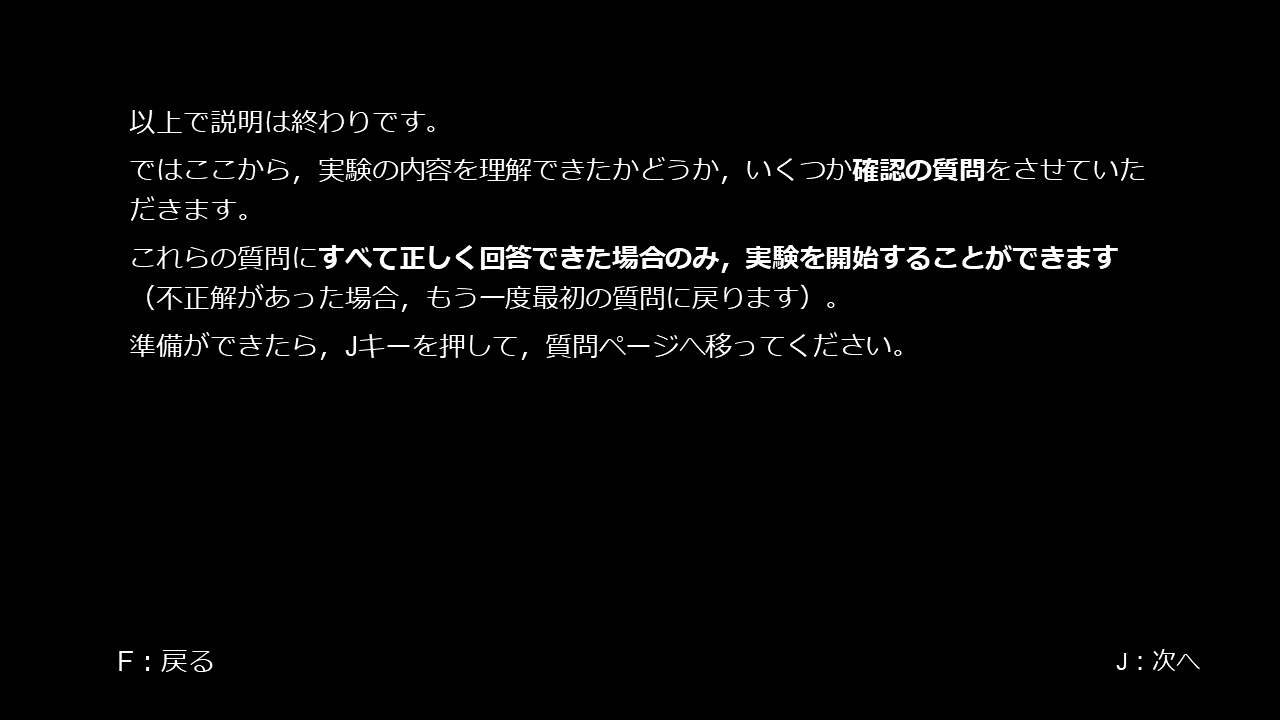 以上で説明は終わりです。
ではここから，実験の内容を理解できたかどうか，いくつか確認の質問をさせていた
だきます。
これらの質問にすべて正しく回答できた場合のみ，実験を開始することができます
（不正解があった場合，もう一度最初の質問に戻ります）。
準備ができたら，Jキーを押して，質問ページへ移ってください。
F：戻る
J：次へ